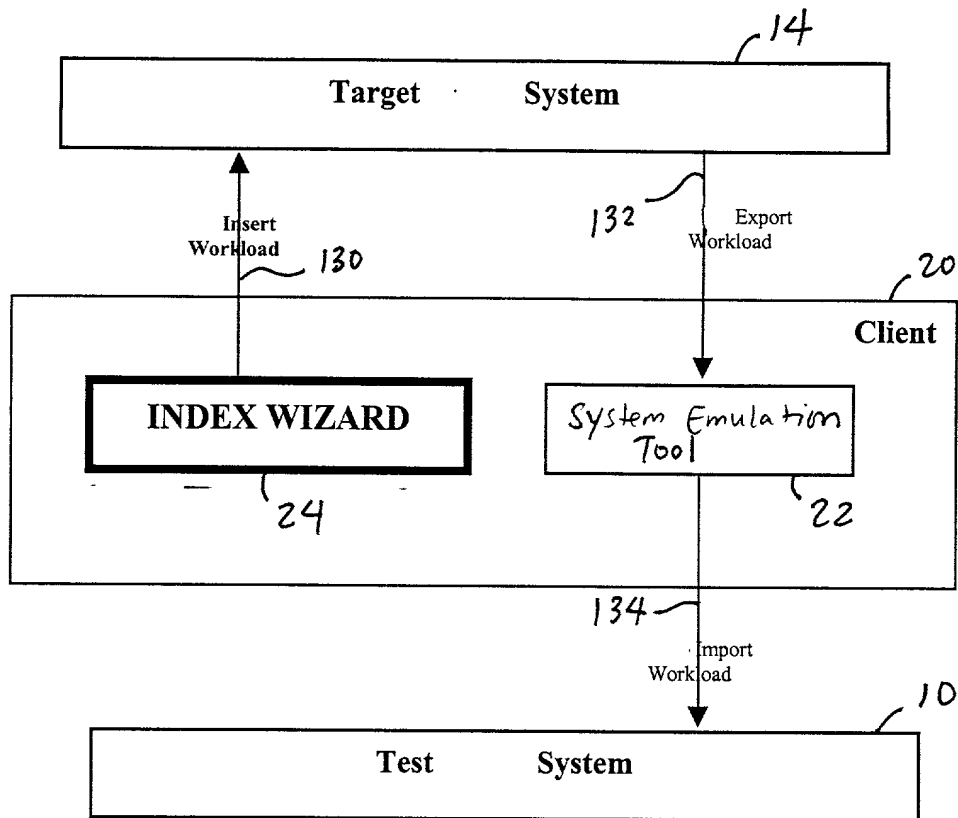 14
Target System
132
Insert
Workload
Export
Workload
130
20
Client
INDEX WIZARD
System Emulation
Tool
24
22
134
Import
Workload
10
Test System